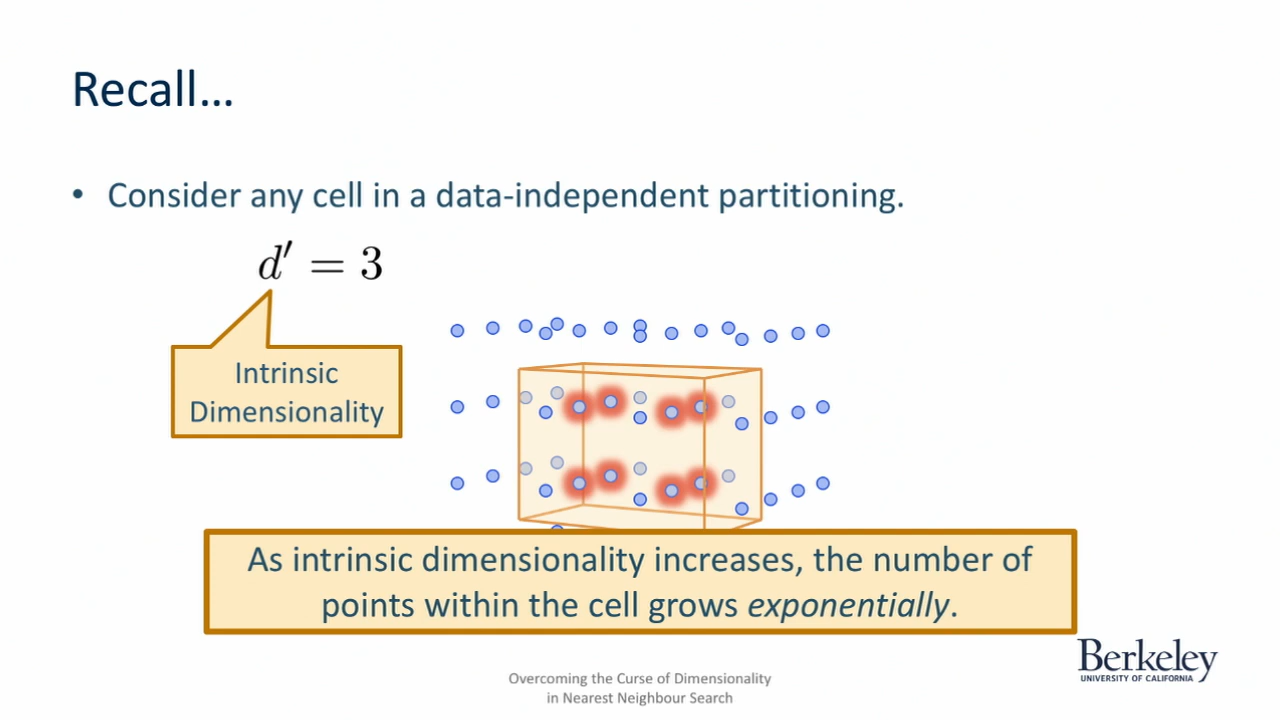 Recall…
• Consider any cell in a data-independent partitioning.
d′ = 3
Intrinsic
Dimensionality
As intrinsic dimensionality increases, the number of
points within the cell grows exponentially.
Overcoming the Curse of Dimensionality
in Nearest Neighbour Search
Berkeley
UNIVERSITY OF CALIFORNIA